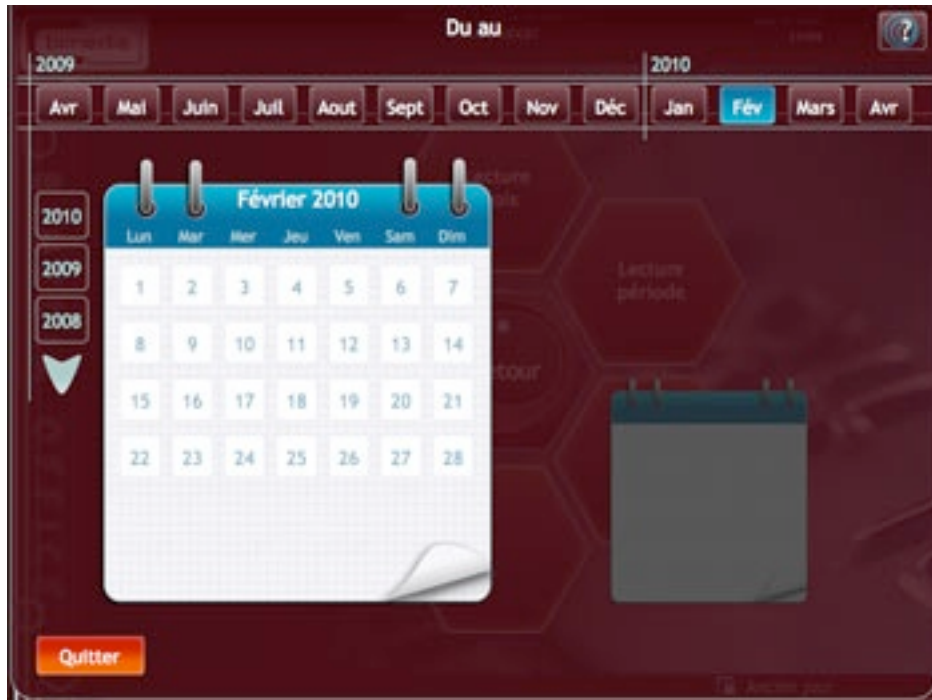 Du au
?
2009 2010
Avr Mai Juin Juil Aout Sept Oct Nov Déc Jan Fév Mars Avr
2010
2009
2008
Février 2010
Lun Mar Mer Jeu Ven Sam Dim
1 2 3 4 5 6 7
8 9 10 11 12 13 14
15 16 17 18 19 20 21
22 23 24 25 26 27 28
Lecture
période
Quitter